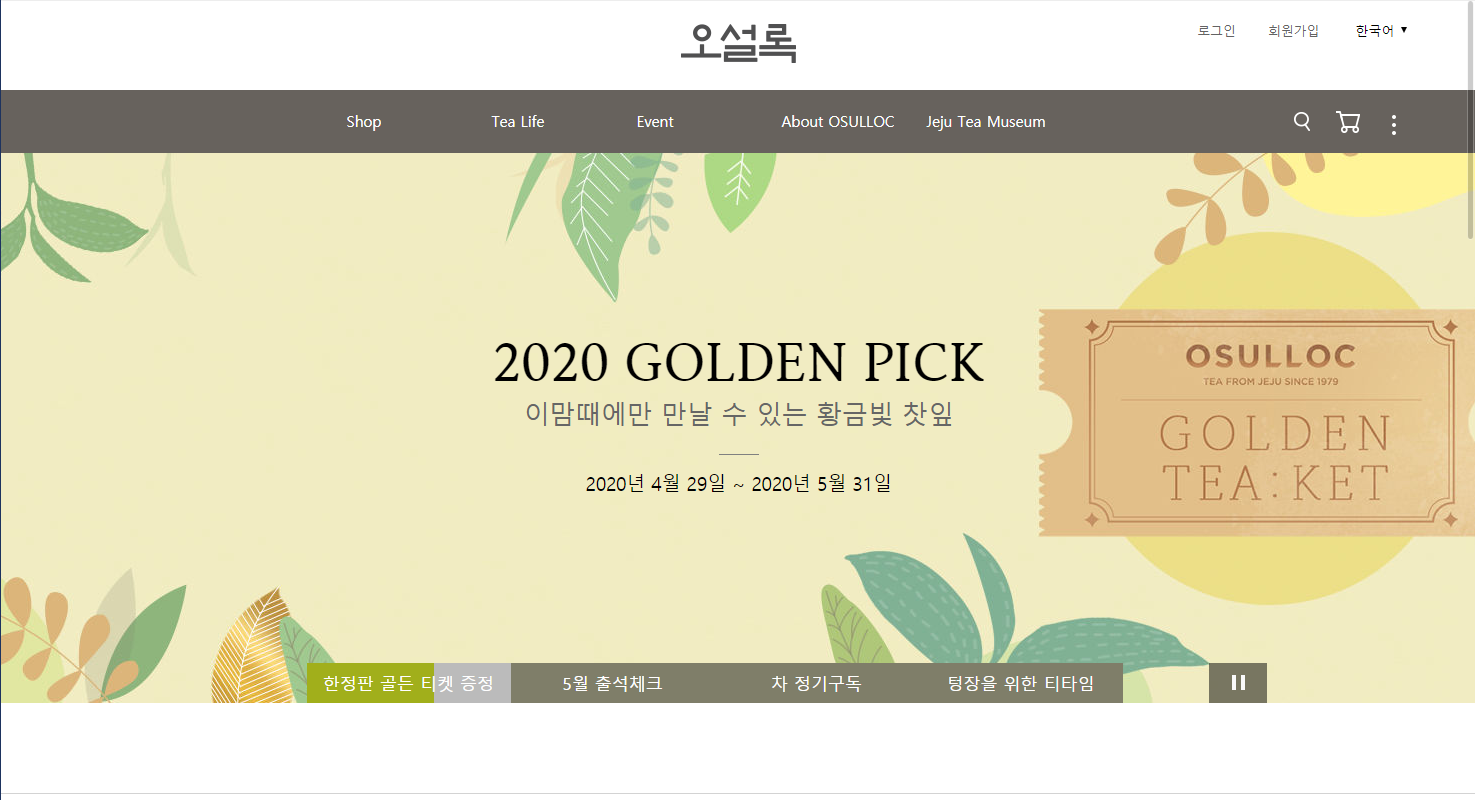 오설록
로그인 회원가입 한국어 ▼
Shop Tea Life Event About OSULLOC Jeju Tea Museum
2020 GOLDEN PICK
이맘때에만 만날 수 있는 황금빛 찻잎
2020년 4월 29일 ~ 2020년 5월 31일
OSULLOC
TEA FROM JEJU SINCE 1979
GOLDEN
TEA:KET
한정판 골든 티켓 증정 5월 출석체크 차 정기구독 텅장을 위한 티타임